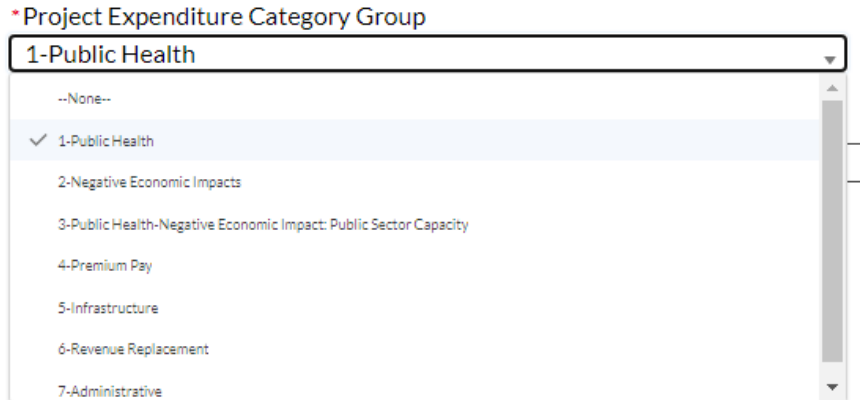 *Project Expenditure Category Group
1-Public Health
--None--
1-Public Health
2-Negative Economic Impacts
3-Public Health-Negative Economic Impact: Public Sector Capacity
4-Premium Pay
5-Infrastructure
6-Revenue Replacement
7-Administrative